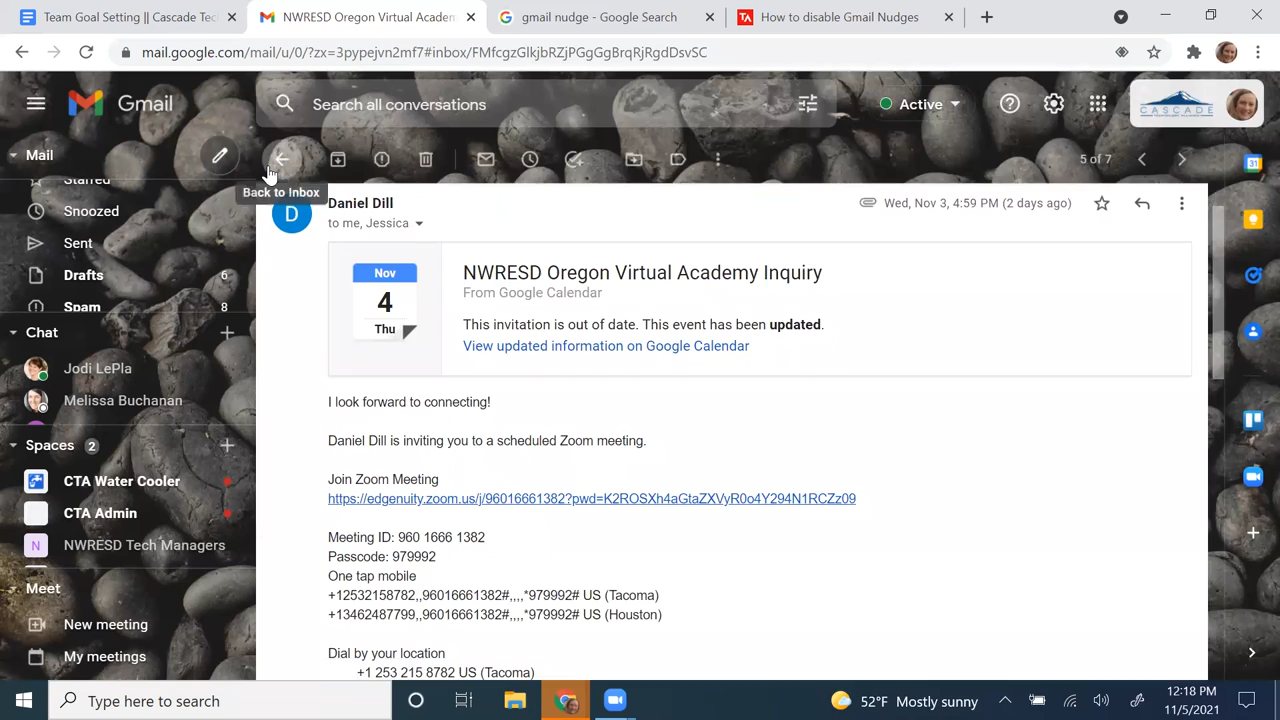 Team Goal Setting || Cascade Tec
NWRESD Oregon Virtual Academ
gmail nudge - Google Search
How to disable Gmail Nudges
mail.google.com/mail/u/0/?zx=3pypejvn2mf7#inbox/FMfcgzGlkjbRZjPGgGgBrqRjRgdDsvSC
Gmail
Search all conversations
Active
CASCADE
Mail
5 of 7
Starred
Back to Inbox
Snoozed
Sent
Drafts 6
Spam 8
Chat
Jodi LePla
Melissa Buchanan
Spaces 2
CTA Water Cooler
CTA Admin
N NWRESD Tech Managers
Meet
New meeting
My meetings
D
Daniel Dill
Wed, Nov 3, 4:59 PM (2 days ago)
to me, Jessica
Nov
4
Thu
NWRESD Oregon Virtual Academy Inquiry
From Google Calendar
This invitation is out of date. This event has been updated.
View updated information on Google Calendar
I look forward to connecting!
Daniel Dill is inviting you to a scheduled Zoom meeting.
Join Zoom Meeting
https://edgenuity.zoom.us/j/96016661382?pwd=K2ROSXh4aGtaZXVyR0o4Y294N1RCZz09
Meeting ID: 960 1666 1382
Passcode: 979992
One tap mobile
+12532158782,,96016661382#,,,,*979992# US (Tacoma)
+13462487799,,96016661382#,,,,*979992# US (Houston)
Dial by your location
+1 253 215 8782 US (Tacoma)
31
Type here to search
52°F Mostly sunny
12:18 PM
11/5/2021